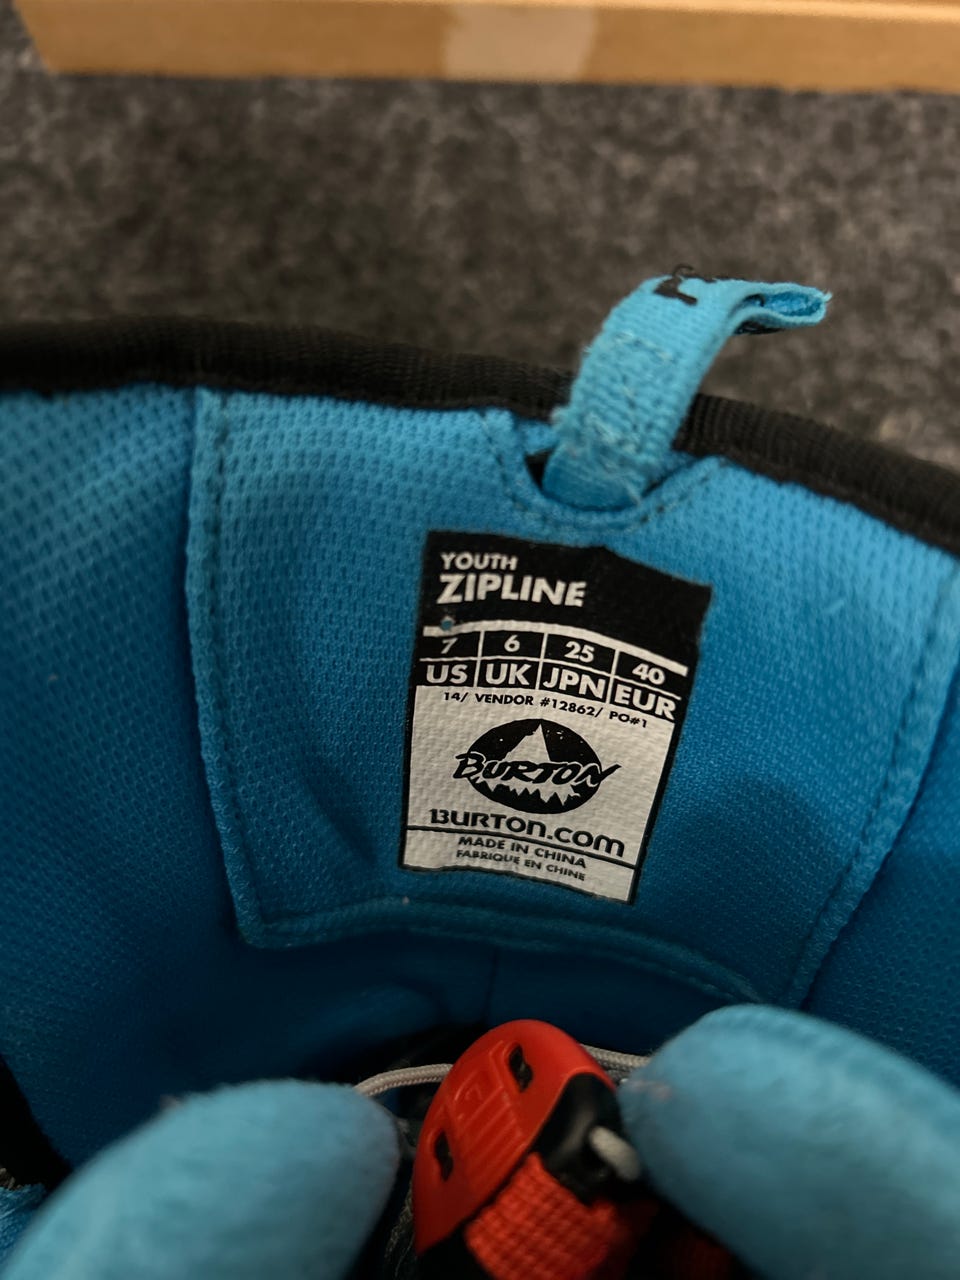 YOUTH
ZIPLINE
7 6 25 40
US UK JPN EUR
14/ VENDOR #12862/ PO#1
BURTON
BURTON.COM
MADE IN CHINA
FABRIQUE EN CHINE